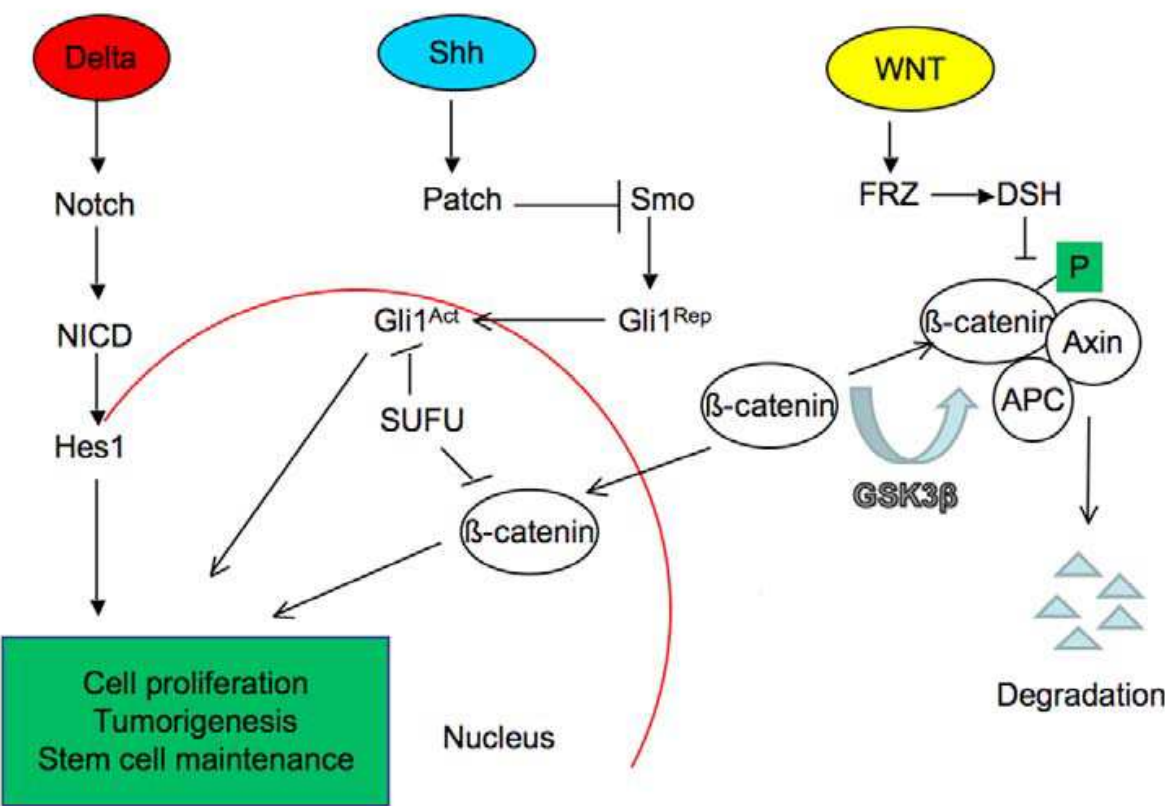 Delta
Shh
WNT
Notch
Patch
Smo
FRZ
DSH
P
NICD
Gli1Act
Gli1Rep
ß-catenin
Axin
APC
Hes1
SUFU
ß-catenin
GSK3β
ß-catenin
Cell proliferation
Tumorigenesis
Stem cell maintenance
Nucleus
Degradation